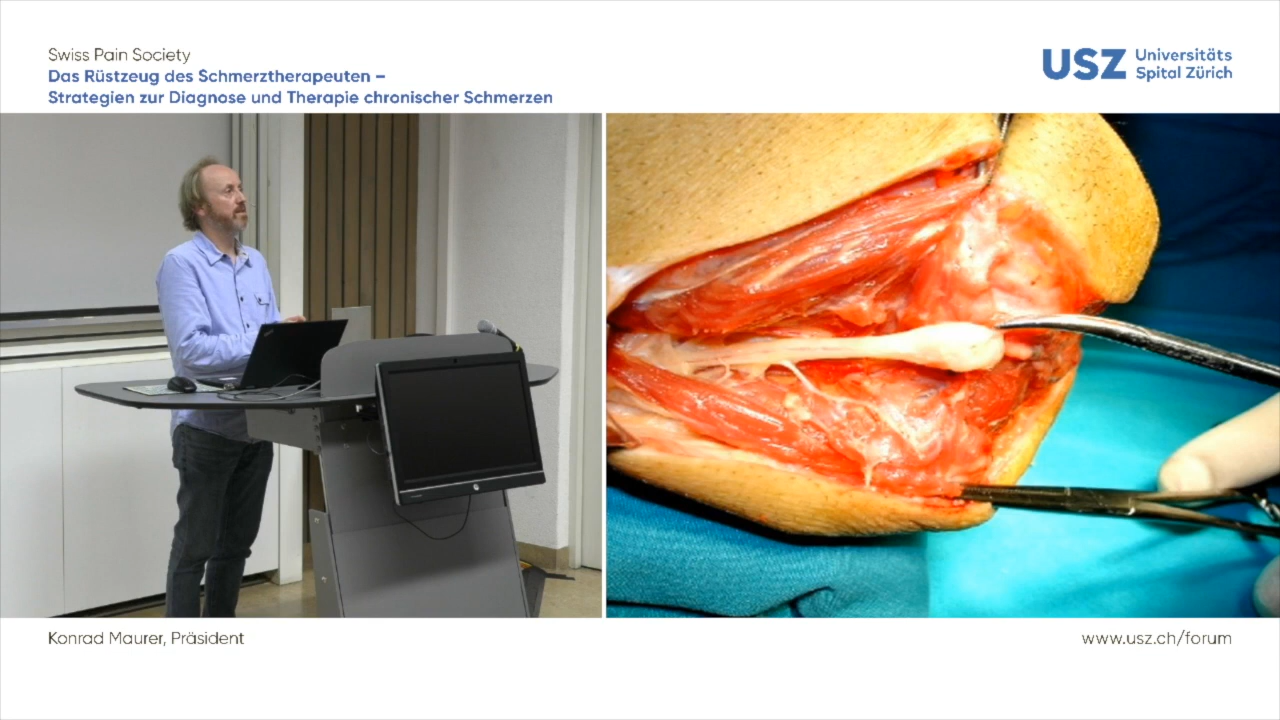 Swiss Pain Society
Das Rüstzeug des Schmerztherapeuten –
Strategien zur Diagnose und Therapie chronischer Schmerzen
USZ Universitäts
Spital Zürich
Konrad Maurer, Präsident
www.usz.ch/forum